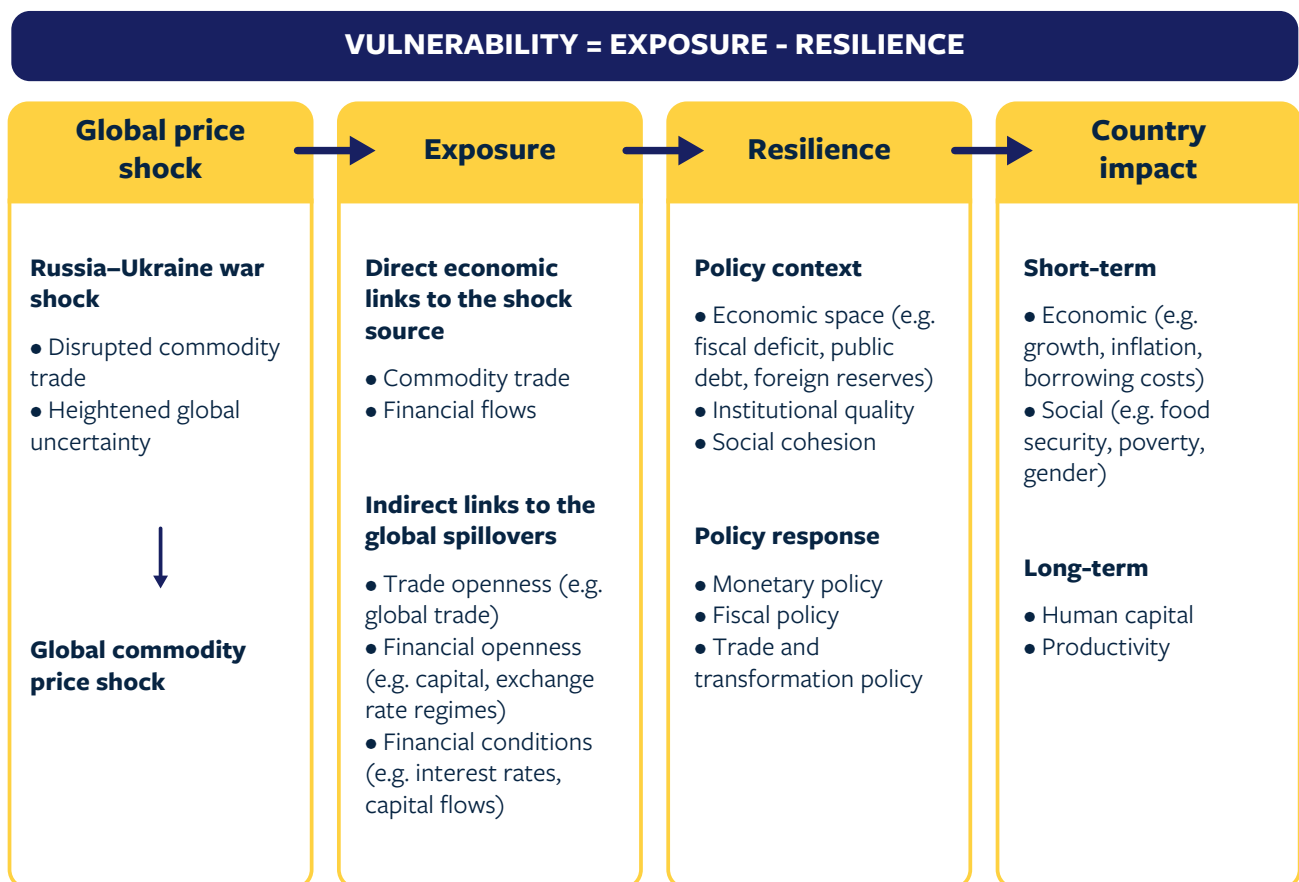 VULNERABILITY = EXPOSURE - RESILIENCE
Global price
shock
Russia–Ukraine war
shock
● Disrupted commodity
trade
● Heightened global
uncertainty
Global commodity
price shock
Exposure
Direct economic
links to the shock
source
● Commodity trade
● Financial flows
Indirect links to the
global spillovers
● Trade openness (e.g.
global trade)
● Financial openness
(e.g. capital, exchange
rate regimes)
● Financial conditions
(e.g. interest rates,
capital flows)
Resilience
Policy context
● Economic space (e.g.
fiscal deficit, public
debt, foreign reserves)
● Institutional quality
● Social cohesion
Policy response
● Monetary policy
● Fiscal policy
● Trade and
transformation policy
Country
impact
Short-term
● Economic (e.g.
growth, inflation,
borrowing costs)
● Social (e.g. food
security, poverty,
gender)
Long-term
● Human capital
● Productivity